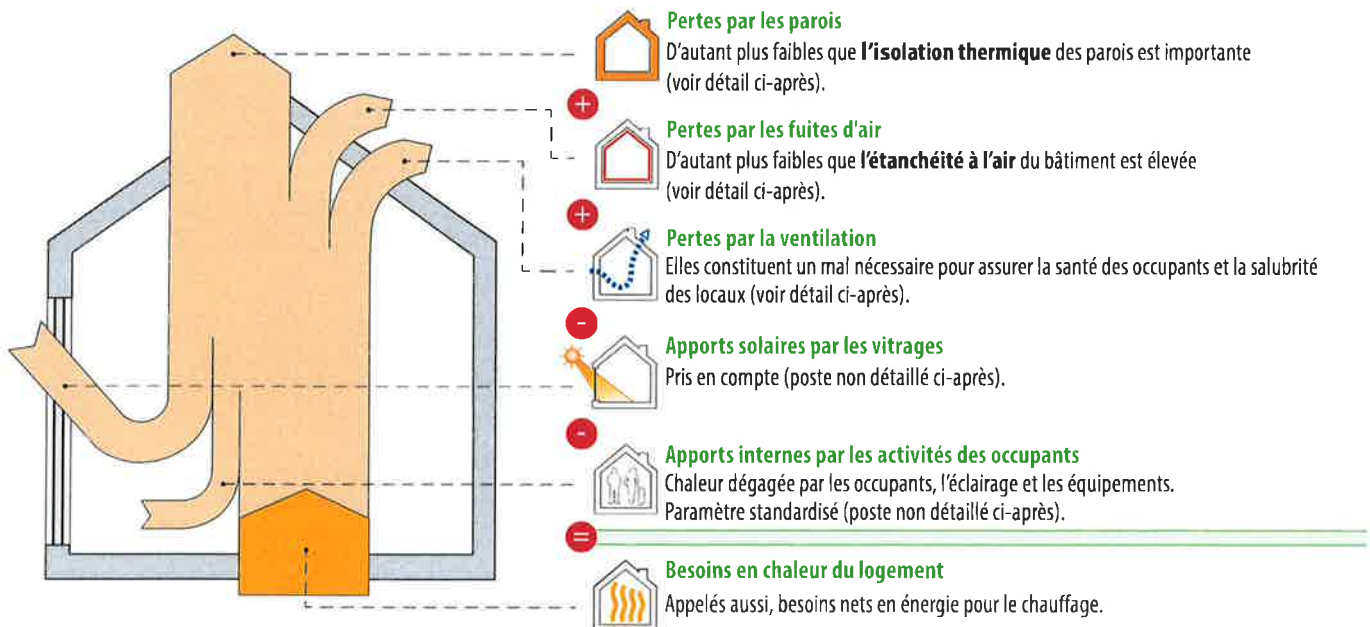 Pertes par les parois
D'autant plus faibles que l'isolation thermique des parois est importante
(voir détail ci-après).
+
Pertes par les fuites d'air
D'autant plus faibles que l'étanchéité à l'air du bâtiment est élevée
(voir détail ci-après).
+
Pertes par la ventilation
Elles constituent un mal nécessaire pour assurer la santé des occupants et la salubrité
des locaux (voir détail ci-après).
-
Apports solaires par les vitrages
Pris en compte (poste non détaillé ci-après).
-
Apports internes par les activités des occupants
Chaleur dégagée par les occupants, l'éclairage et les équipements.
Paramètre standardisé (poste non détaillé ci-après).
=
Besoins en chaleur du logement
Appelés aussi, besoins nets en énergie pour le chauffage.